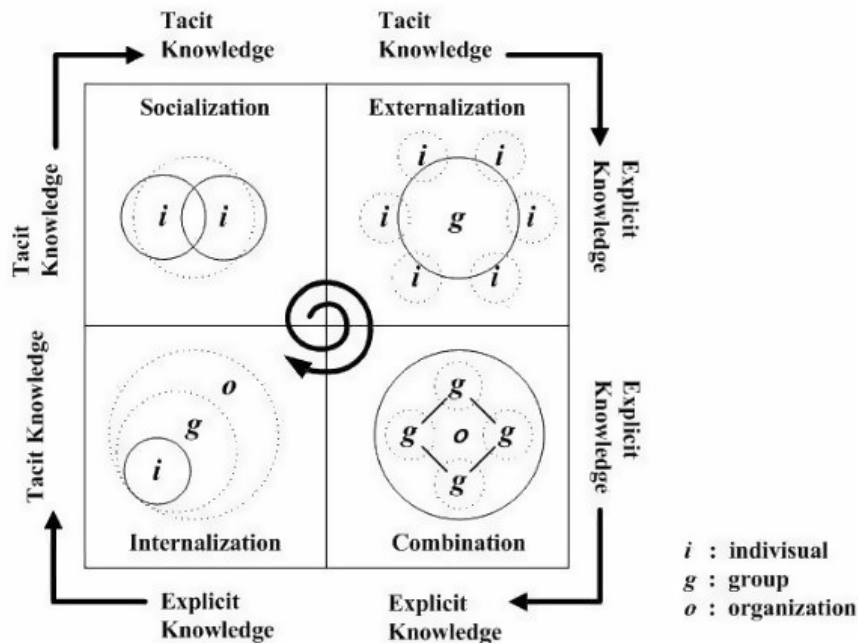 Tacit
Knowledge
Tacit
Knowledge
Socialization
Externalization
i
i
i
i
i
g
i
i
i
Tacit
Knowledge
Explicit
Knowledge
o
g
i
g
g
o
g
g
Tacit Knowledge
Explicit
Knowledge
Internalization
Combination
Explicit
Knowledge
Explicit
Knowledge
i : indivisual
g : group
o : organization